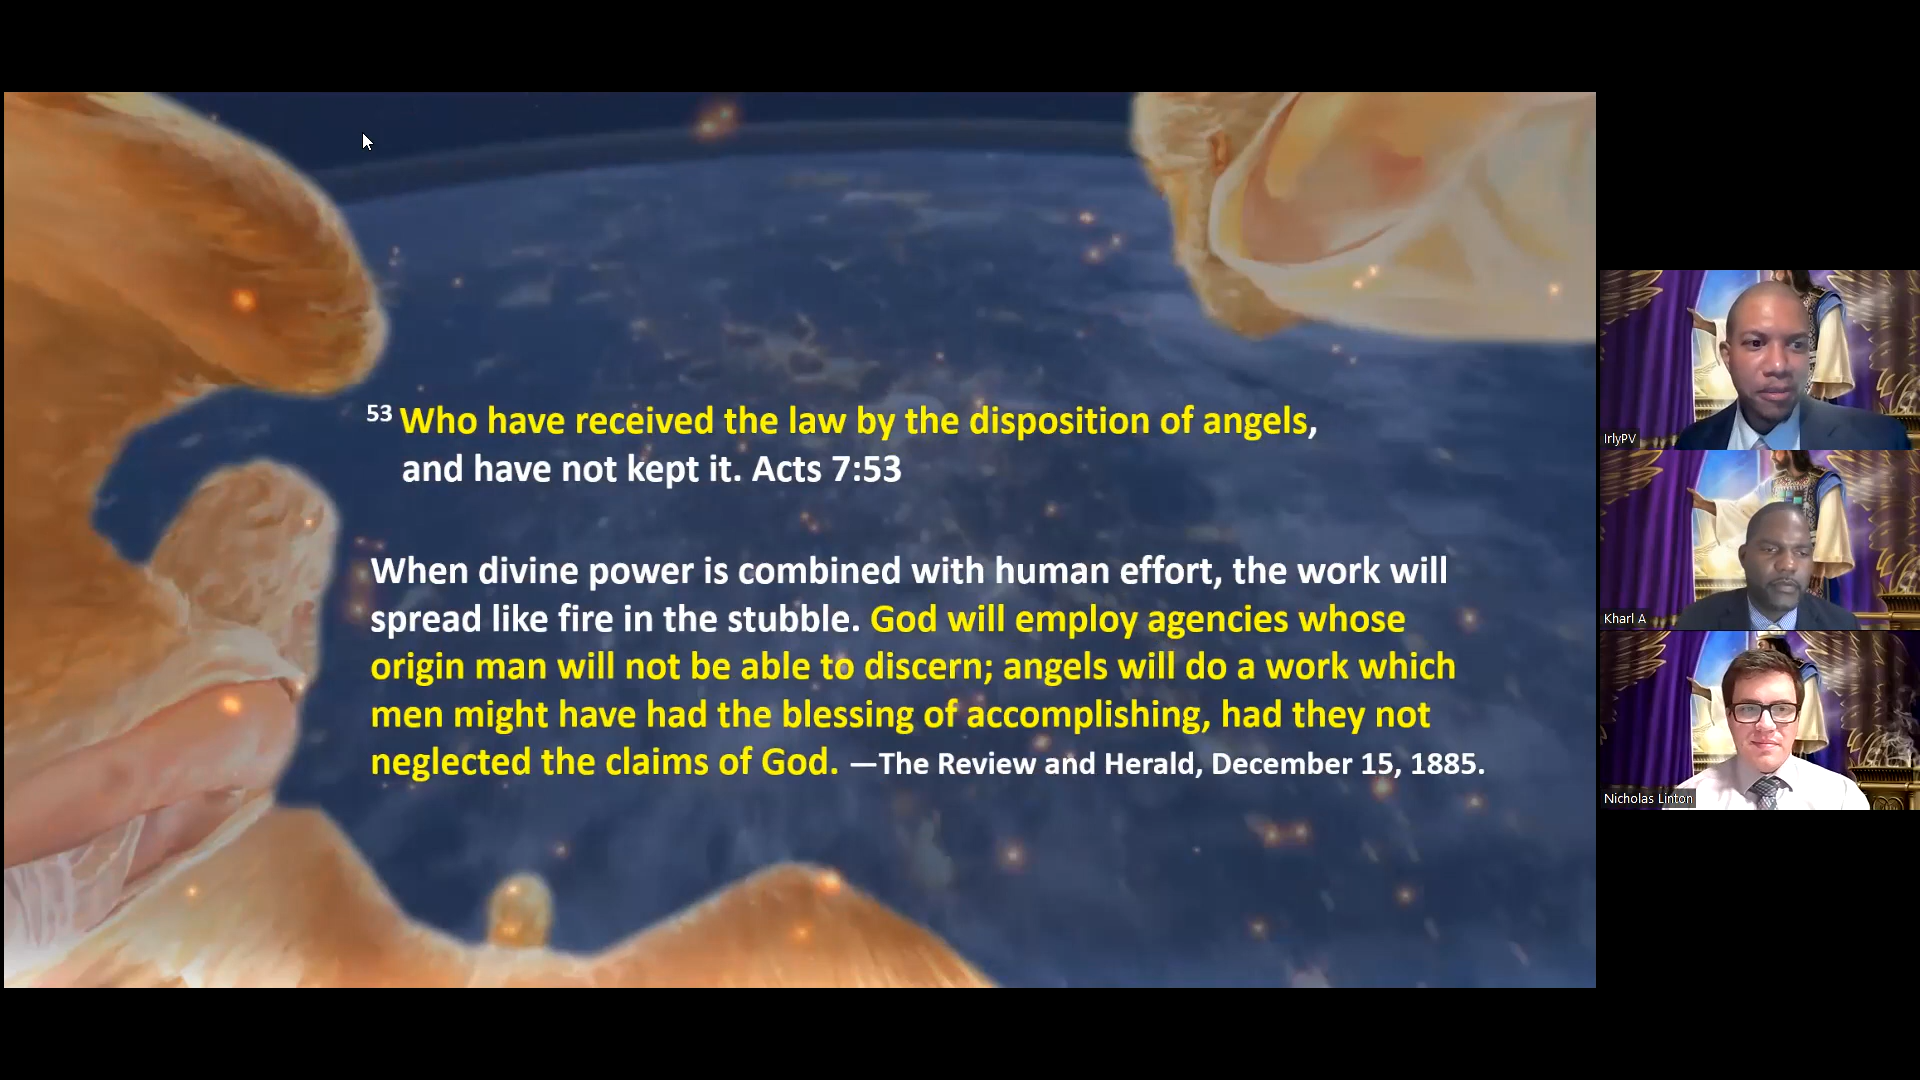 53 Who have received the law by the disposition of angels,
and have not kept it. Acts 7:53
When divine power is combined with human effort, the work will
spread like fire in the stubble. God will employ agencies whose
origin man will not be able to discern; angels will do a work which
men might have had the blessing of accomplishing, had they not
neglected the claims of God. —The Review and Herald, December 15, 1885.
IrlyPV
Kharl A
Nicholas Linton